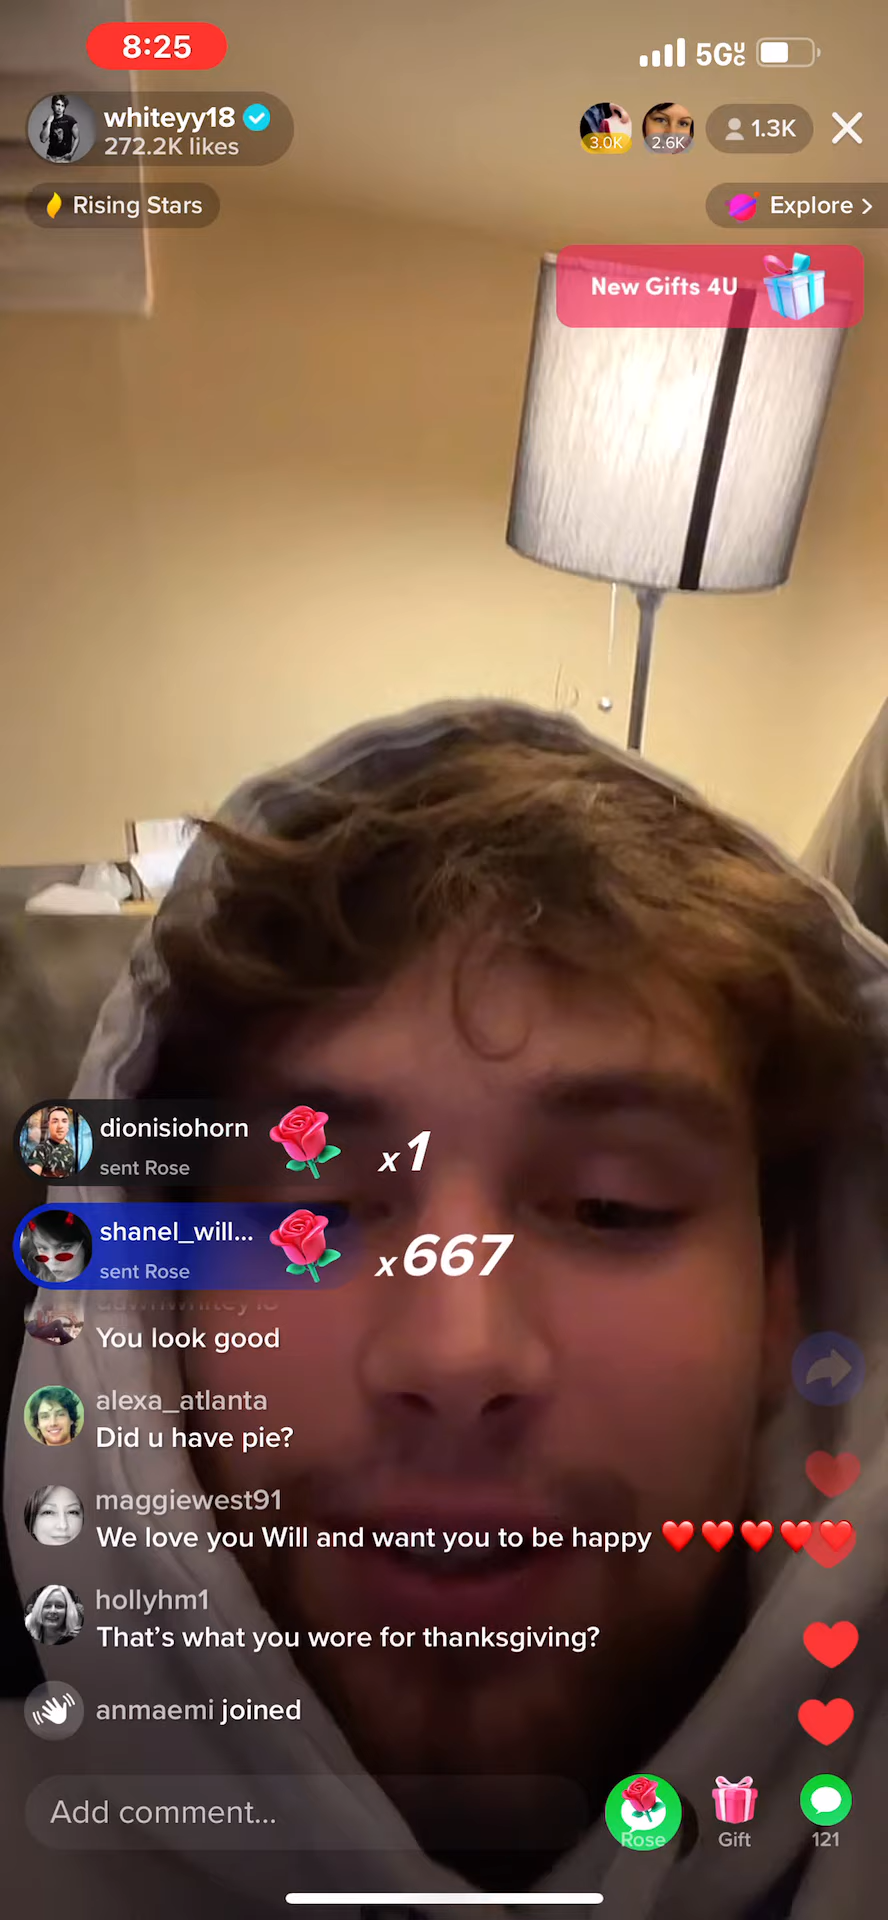 8:25
5GUC
whiteyy18
272.2K likes
3.0K
2.6K
1.3K
Rising Stars
Explore >
New Gifts 4U
dionisiohorn
sent Rose
x1
shanel_will...
sent Rose
x667
You look good
alexa_atlanta
Did u have pie?
maggiewest91
We love you Will and want you to be happy ❤️❤️❤️❤️❤️
hollyhm1
That's what you wore for thanksgiving?
anmaemi joined
Add comment...
Rose
Gift
121